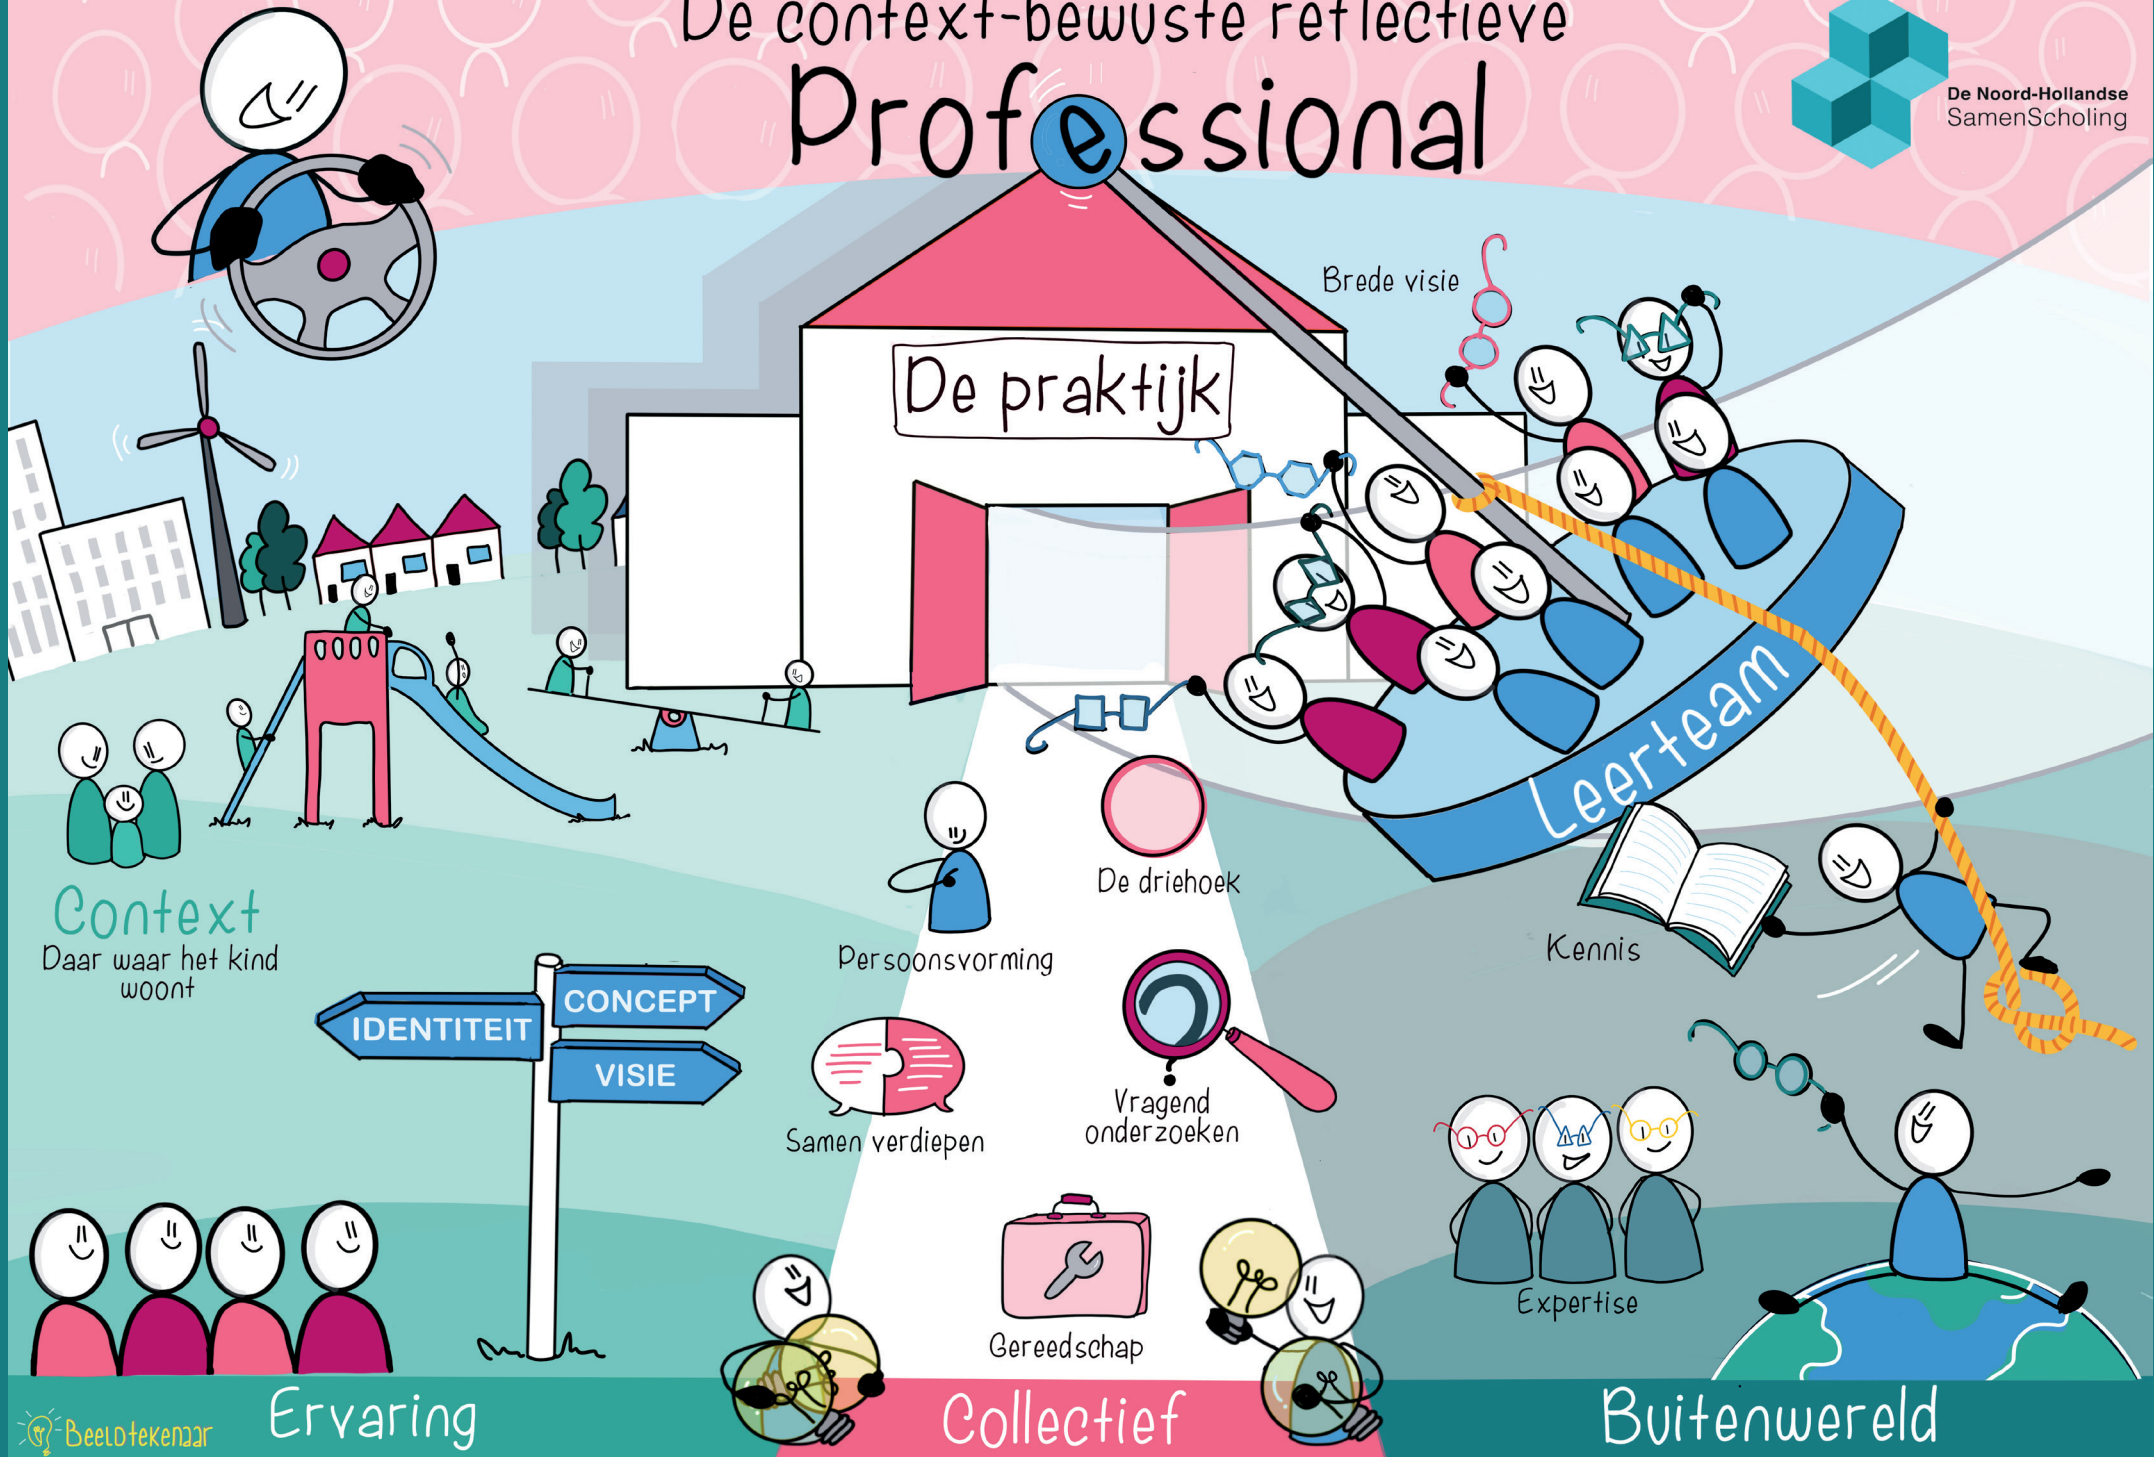 De context-bewuste reflectieve
Professional
De Noord-Hollandse
SamenScholing
Brede visie
De praktijk
Leerteam
De driehoek
Context
Daar waar het kind
woont
Persoonsvorming
Kennis
CONCEPT
IDENTITEIT
VISIE
Samen verdiepen
Vragend
onderzoeken
Expertise
Gereedschap
Beeldtekenaar
Ervaring
Collectief
Buitenwereld